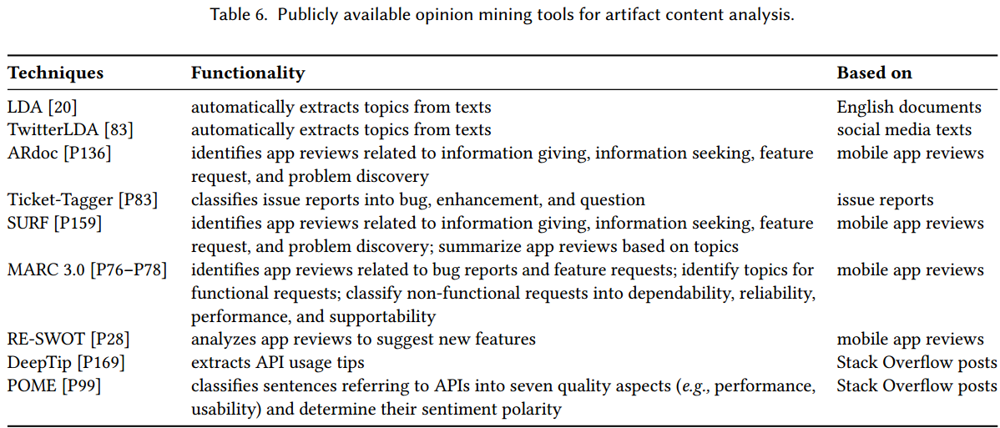 Table 6. Publicly available opinion mining tools for artifact content analysis.
Techniques Functionality Based on
LDA [20] automatically extracts topics from texts English documents
TwitterLDA [83] automatically extracts topics from texts social media texts
ARdoc [P136] identifies app reviews related to information giving, information seeking, feature mobile app reviews
request, and problem discovery
Ticket-Tagger [P83] classifies issue reports into bug, enhancement, and question issue reports
SURF [P159] identifies app reviews related to information giving, information seeking, feature mobile app reviews
request, and problem discovery; summarize app reviews based on topics
MARC 3.0 [P76–P78] identifies app reviews related to bug reports and feature requests; identify topics for mobile app reviews
functional requests; classify non-functional requests into dependability, reliability,
performance, and supportability
RE-SWOT [P28] analyzes app reviews to suggest new features mobile app reviews
DeepTip [P169] extracts API usage tips Stack Overflow posts
POME [P99] classifies sentences referring to APIs into seven quality aspects (e.g., performance, Stack Overflow posts
usability) and determine their sentiment polarity